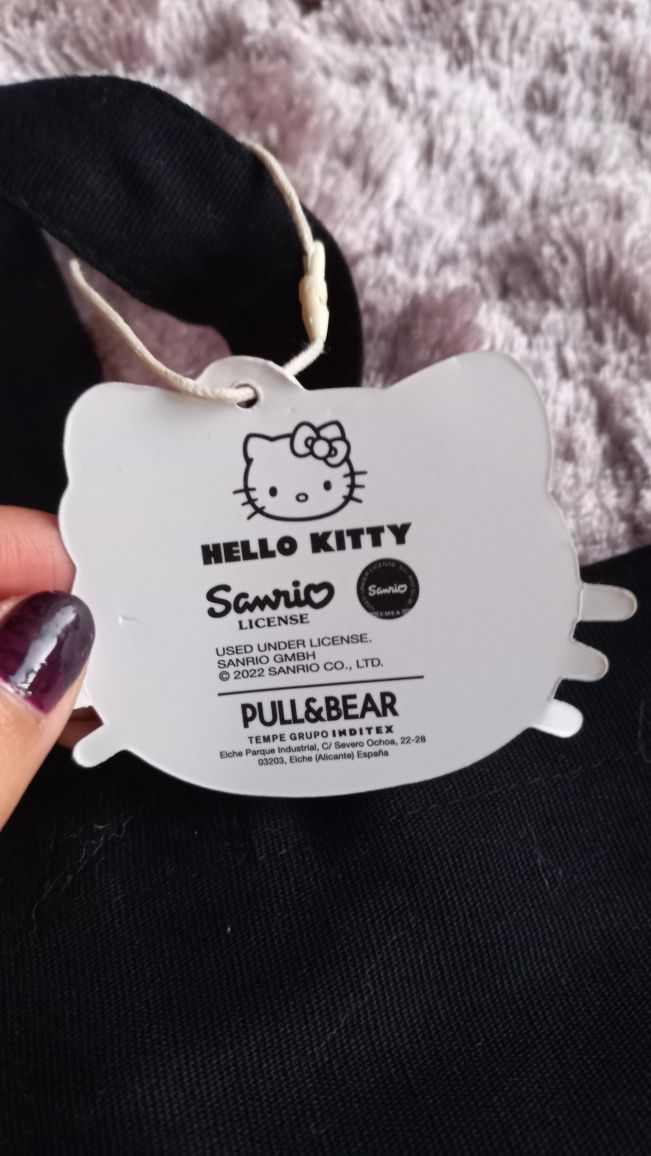 HELLO KITTY
Sanrio
LICENSE
Sanrio
USED UNDER LICENSE.
SANRIO GMBH
© 2022 SANRIO CO., LTD.
PULL&BEAR
TEMPE GRUPO INDITEX
Elche Parque Industrial, C/ Severo Ochoa, 22-28
03203, Elche (Alicante) España